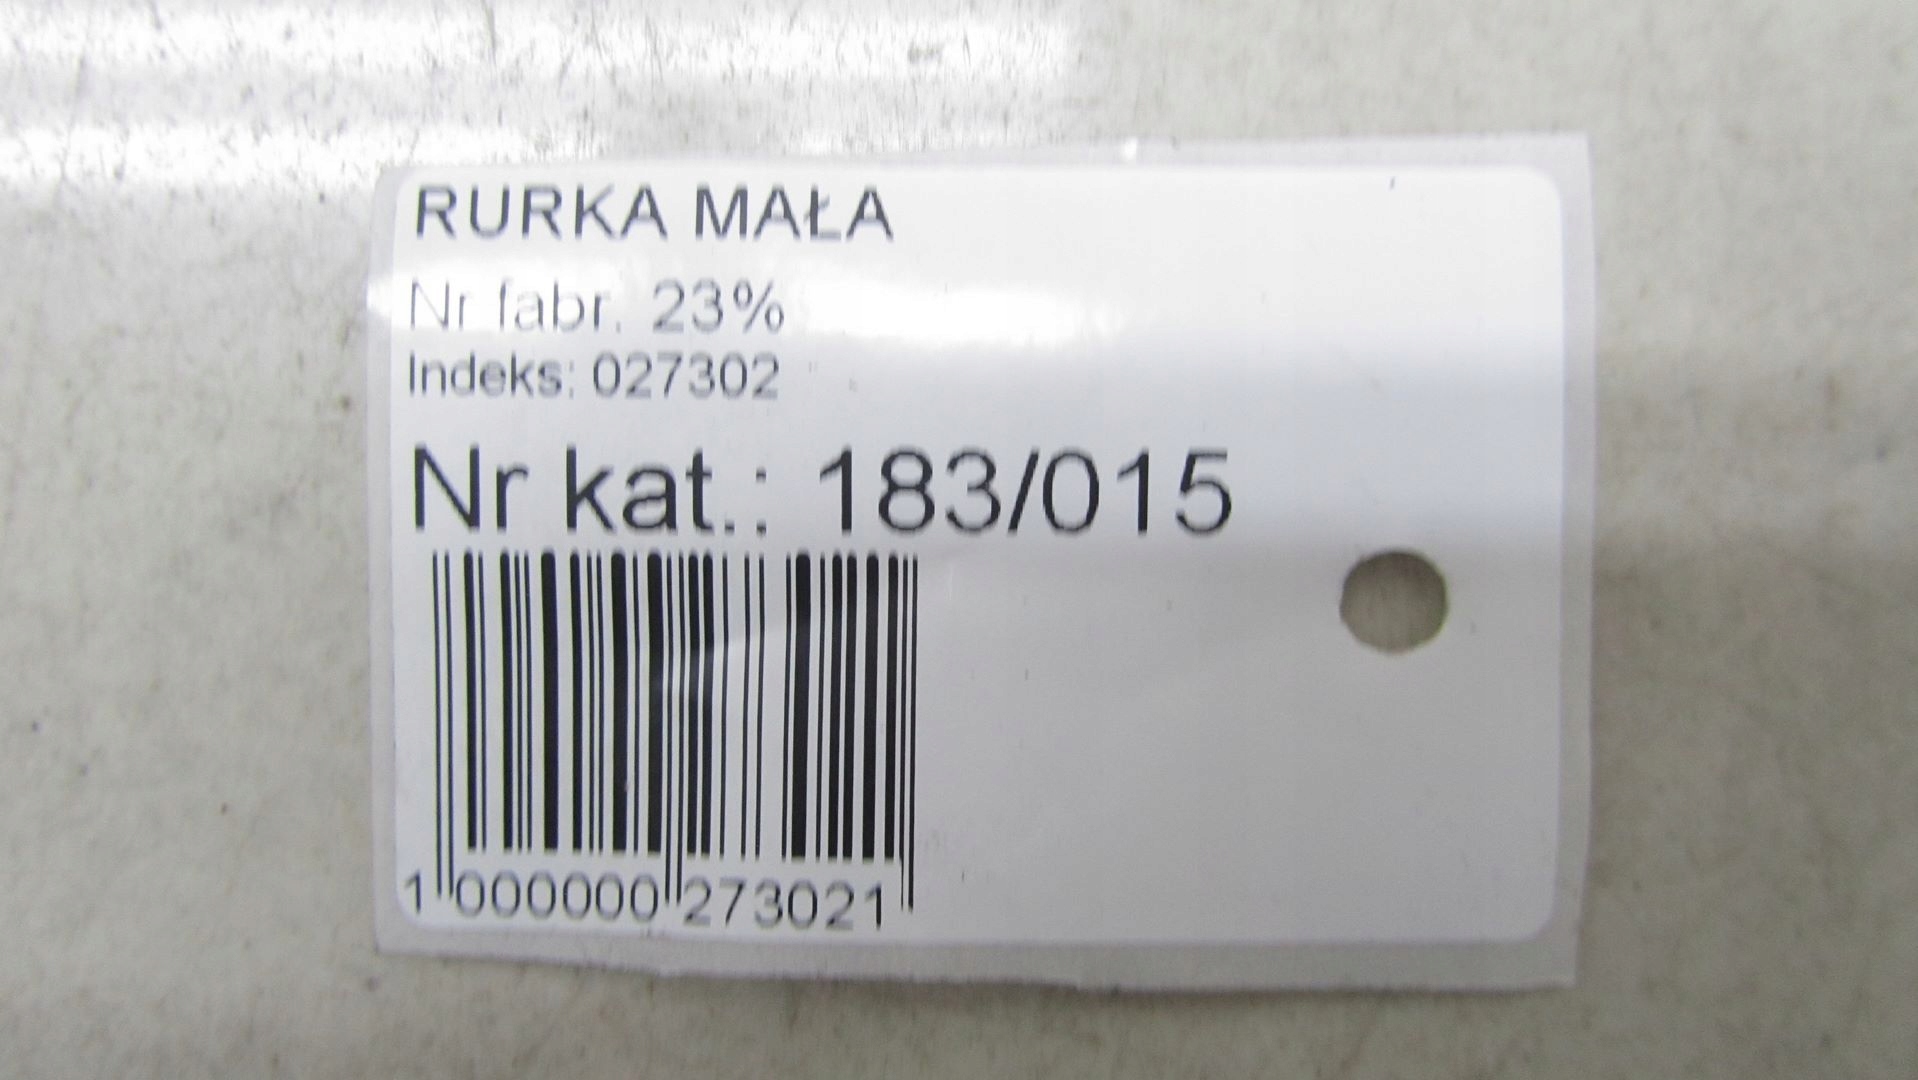 RURKA MAŁA
Nr fabr. 23%
Indeks: 027302
Nr kat.: 183/015
1 000000 273021